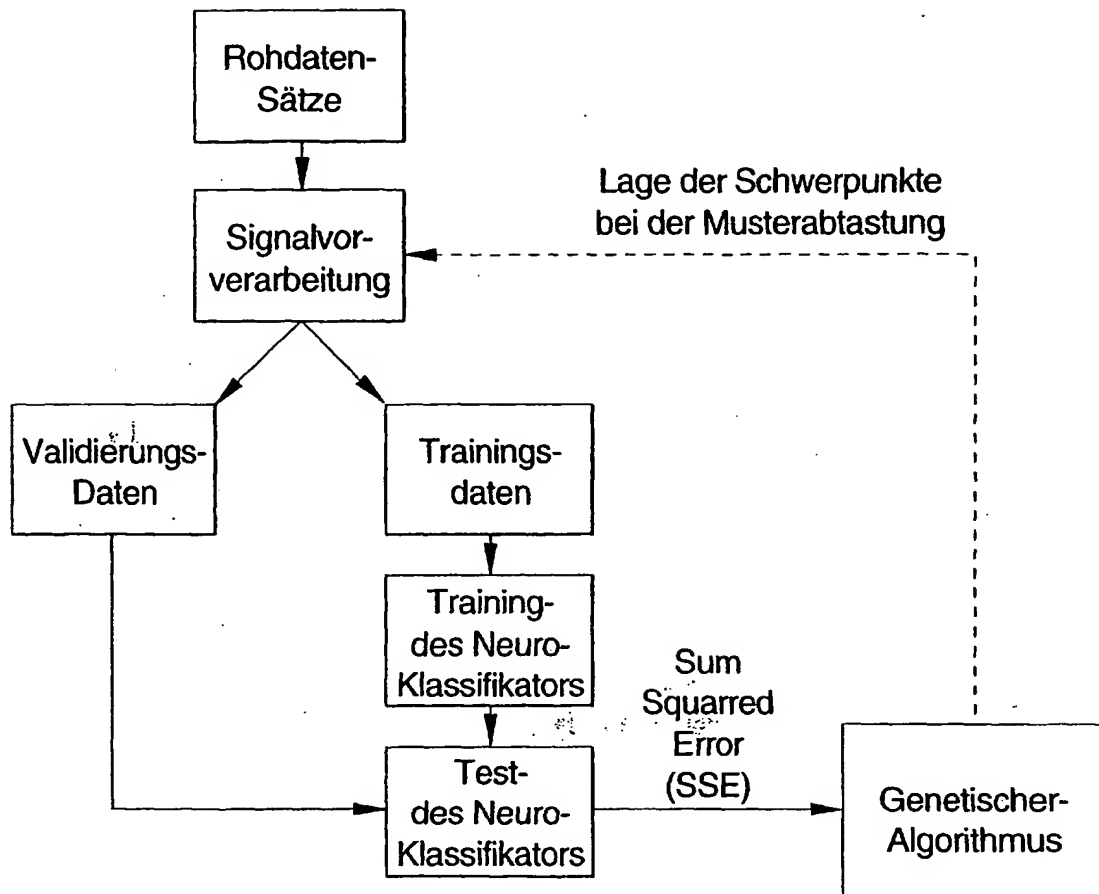 Rohdaten-
Sätze
Lage der Schwerpunkte
bei der Musterabtastung
Signalvor-
verarbeitung
Validierungs-
Daten
Trainings-
daten
Training-
des Neuro-
Klassifikators
Sum
Squarred
Error
(SSE)
Test-
des Neuro-
Klassifikators
Genetischer-
Algorithmus